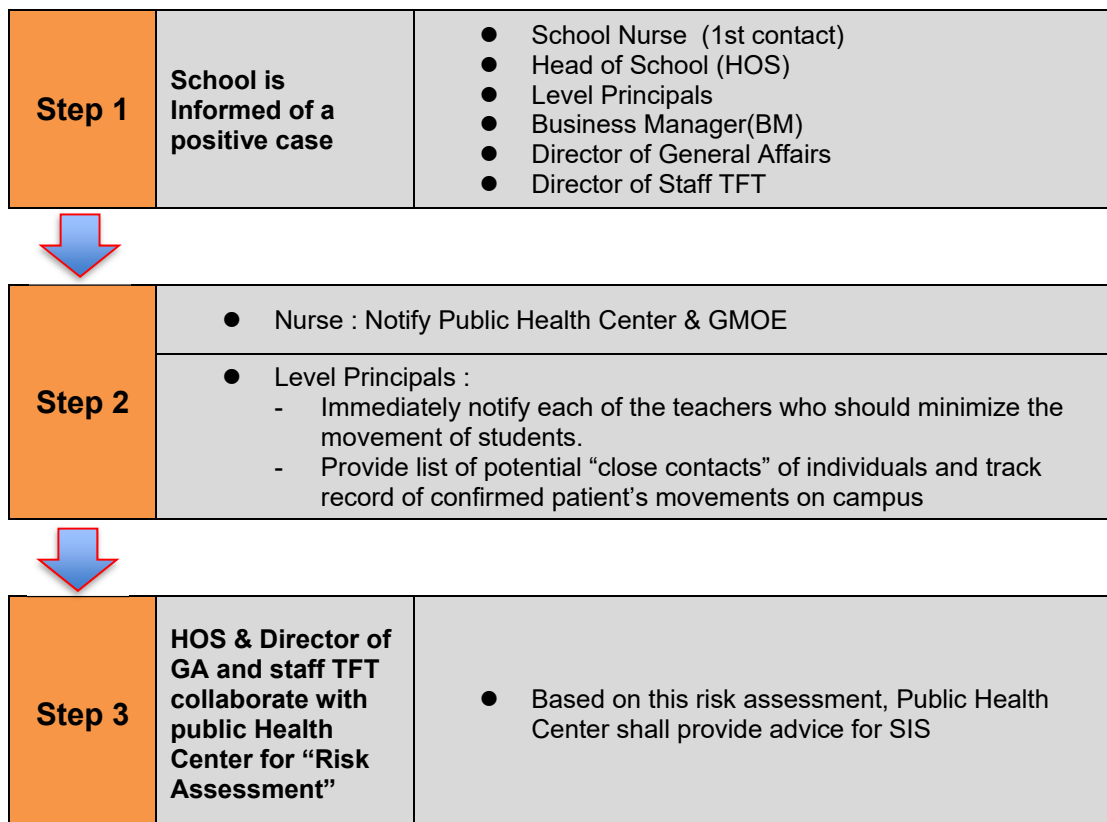 Step 1
School is
Informed of a
positive case
● School Nurse (1st contact)
● Head of School (HOS)
● Level Principals
● Business Manager(BM)
● Director of General Affairs
● Director of Staff TFT
Step 2
● Nurse : Notify Public Health Center & GMOE
● Level Principals :
- Immediately notify each of the teachers who should minimize the
movement of students.
- Provide list of potential “close contacts” of individuals and track
record of confirmed patient’s movements on campus
Step 3
HOS & Director of
GA and staff TFT
collaborate with
public Health
Center for “Risk
Assessment”
● Based on this risk assessment, Public Health
Center shall provide advice for SIS